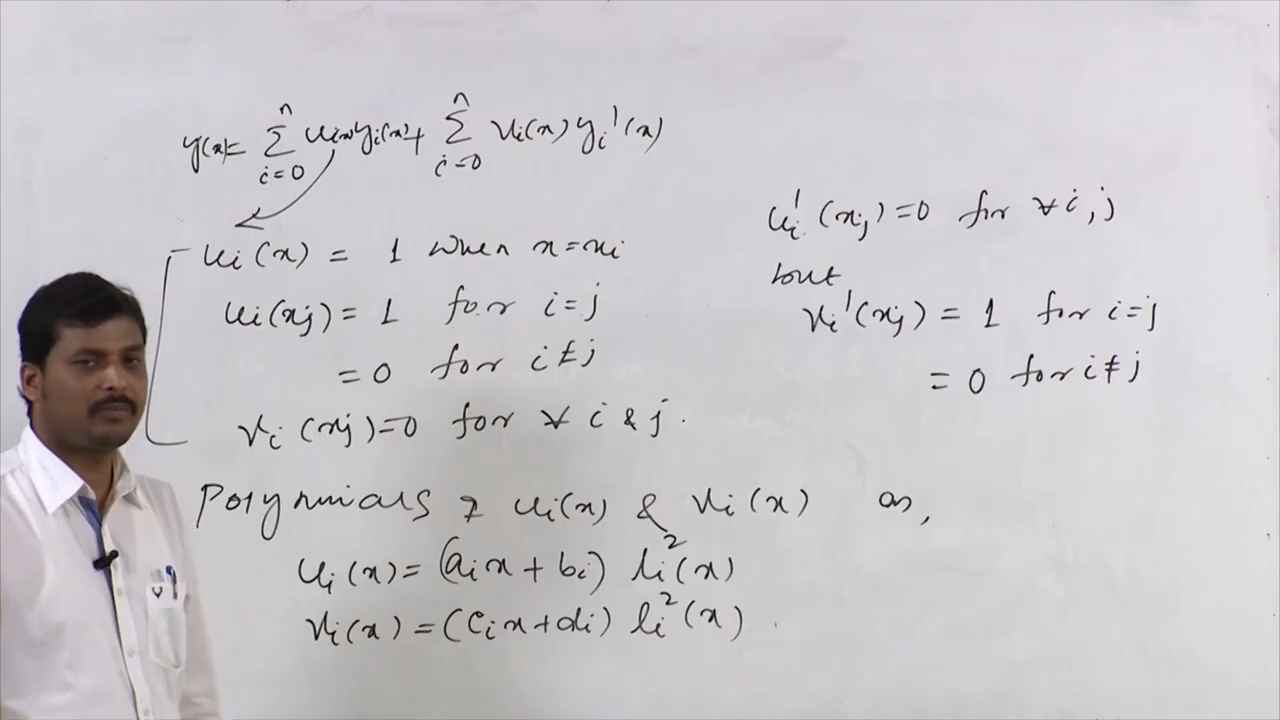 y(x) = Σ_{i=0}^{n} u_i(x) y_i(x) + Σ_{i=0}^{n} v_i(x) y_i'(x)
u_i(x) = 1 when x = x_i
u_i(x_j) = 1 for i = j
= 0 for i ≠ j
v_i(x_j) = 0 for ∀ i & j.
u_i'(x_j) = 0 for ∀ i, j
but
v_i'(x_j) = 1 for i = j
= 0 for i ≠ j
u_i(x) & v_i(x) as,
u_i(x) = (a_i x + b_i) l_i^2(x)
v_i(x) = (c_i x + d_i) l_i^2(x).